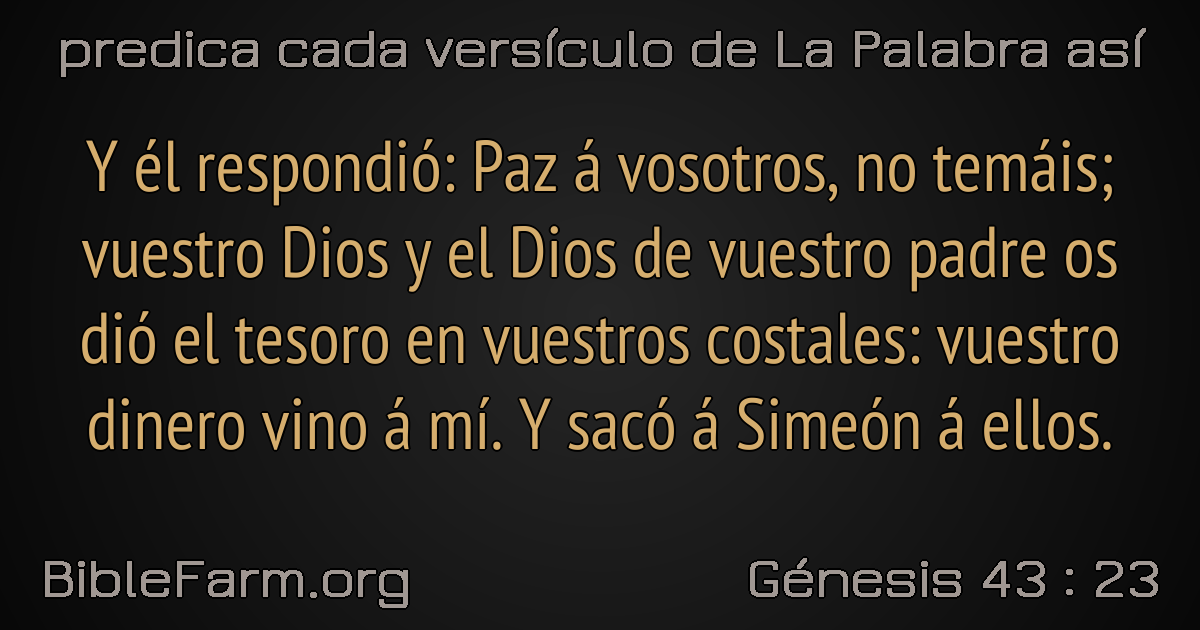 predica cada versículo de La Palabra así
Y él respondió: Paz á vosotros, no temáis;
vuestro Dios y el Dios de vuestro padre os
dió el tesoro en vuestros costales: vuestro
dinero vino á mí. Y sacó á Simeón á ellos.
BibleFarm.org
Génesis 43 : 23